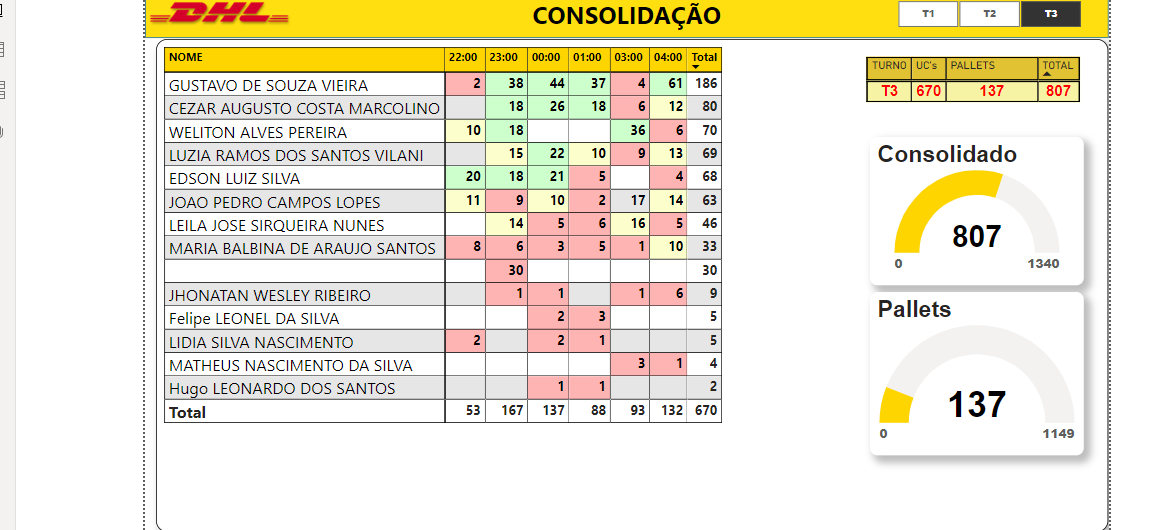 DHL
CONSOLIDAÇÃO
T1 T2 T3
NOME 22:00 23:00 00:00 01:00 03:00 04:00 Total
GUSTAVO DE SOUZA VIEIRA 2 38 44 37 4 61 186
CEZAR AUGUSTO COSTA MARCOLINO 18 26 18 6 12 80
WELITON ALVES PEREIRA 10 18 36 6 70
LUZIA RAMOS DOS SANTOS VILANI 15 22 10 9 13 69
EDSON LUIZ SILVA 20 18 21 5 4 68
JOAO PEDRO CAMPOS LOPES 11 9 10 2 17 14 63
LEILA JOSE SIRQUEIRA NUNES 14 5 6 16 5 46
MARIA BALBINA DE ARAUJO SANTOS 8 6 3 5 1 10 33
30 30
JHONATAN WESLEY RIBEIRO 1 1 1 6 9
Felipe LEONEL DA SILVA 2 3 5
LIDIA SILVA NASCIMENTO 2 2 1 5
MATHEUS NASCIMENTO DA SILVA 3 1 4
Hugo LEONARDO DOS SANTOS 1 1 2
Total 53 167 137 88 93 132 670
TURNO UC's PALLETS TOTAL
T3 670 137 807
Consolidado
807
0 1340
Pallets
137
0 1149